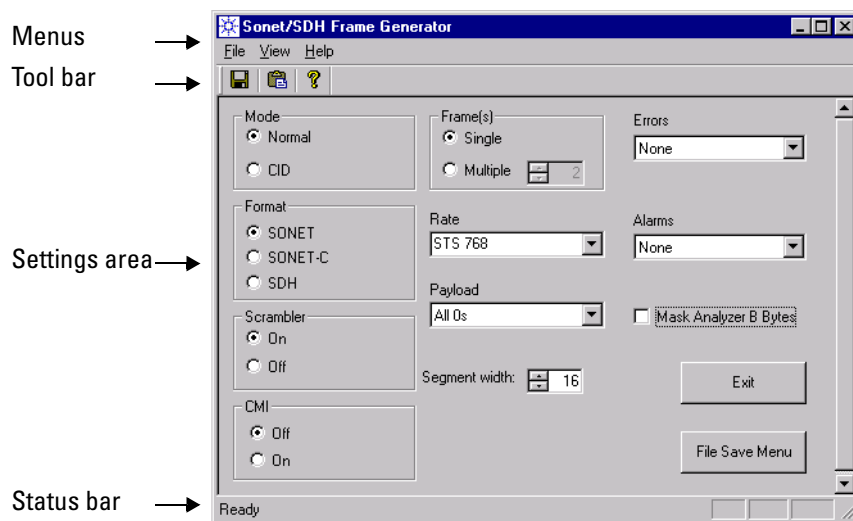 Sonet/SDH Frame Generator
Menus
File View Help
Tool bar
Mode
Normal
CID
Frame(s)
Single
Multiple 2
Errors
None
Format
SONET
SONET-C
SDH
Rate
STS 768
Alarms
None
Settings area
Payload
All 0s
Mask Analyzer B Bytes
Scrambler
On
Off
Segment width: 16
Exit
CMI
Off
On
File Save Menu
Status bar
Ready